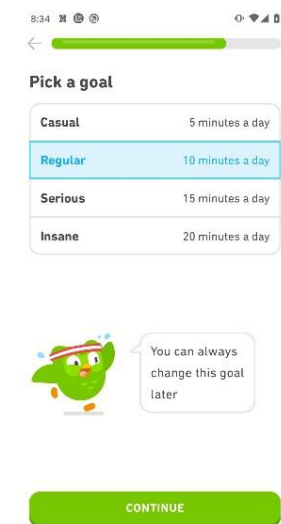 8:34
Pick a goal
Casual 5 minutes a day
Regular 10 minutes a day
Serious 15 minutes a day
Insane 20 minutes a day
You can always
change this goal
later
CONTINUE